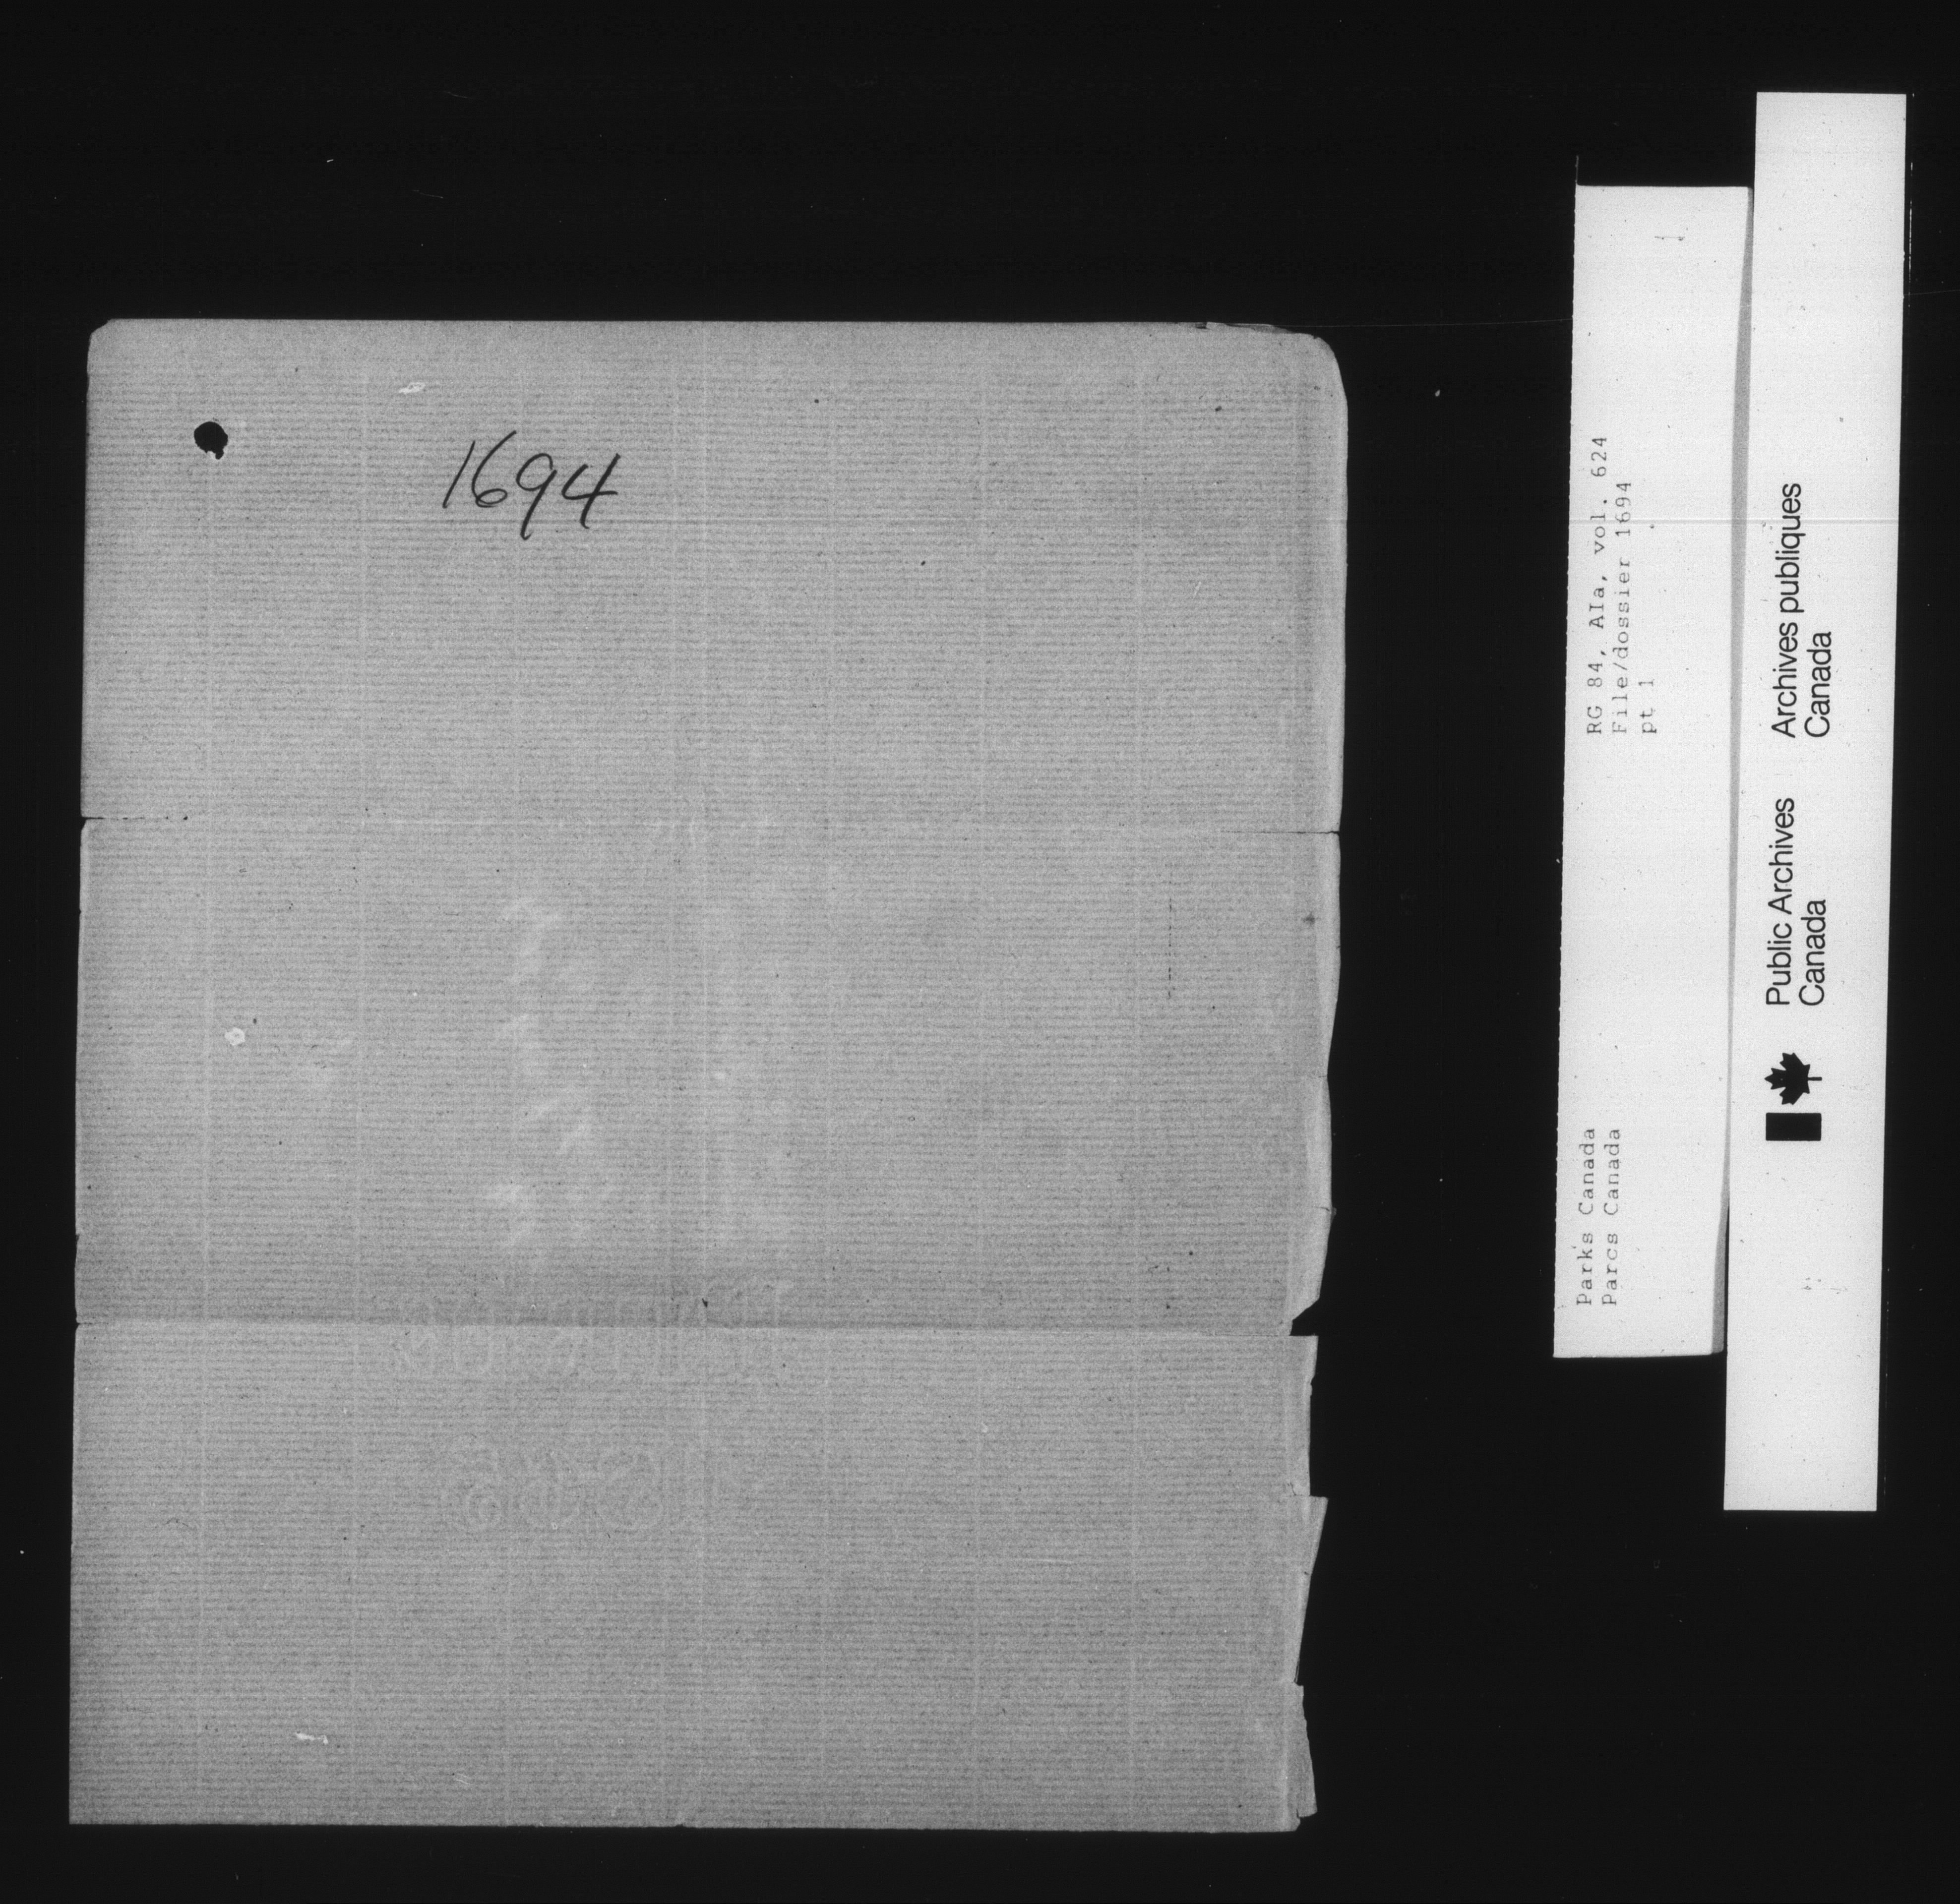 1694
Parks Canada
Parcs Canada
RG 84, AIa, vol. 624
File/dossier 1694
pt 1
Public Archives
Canada
Archives publiques
Canada